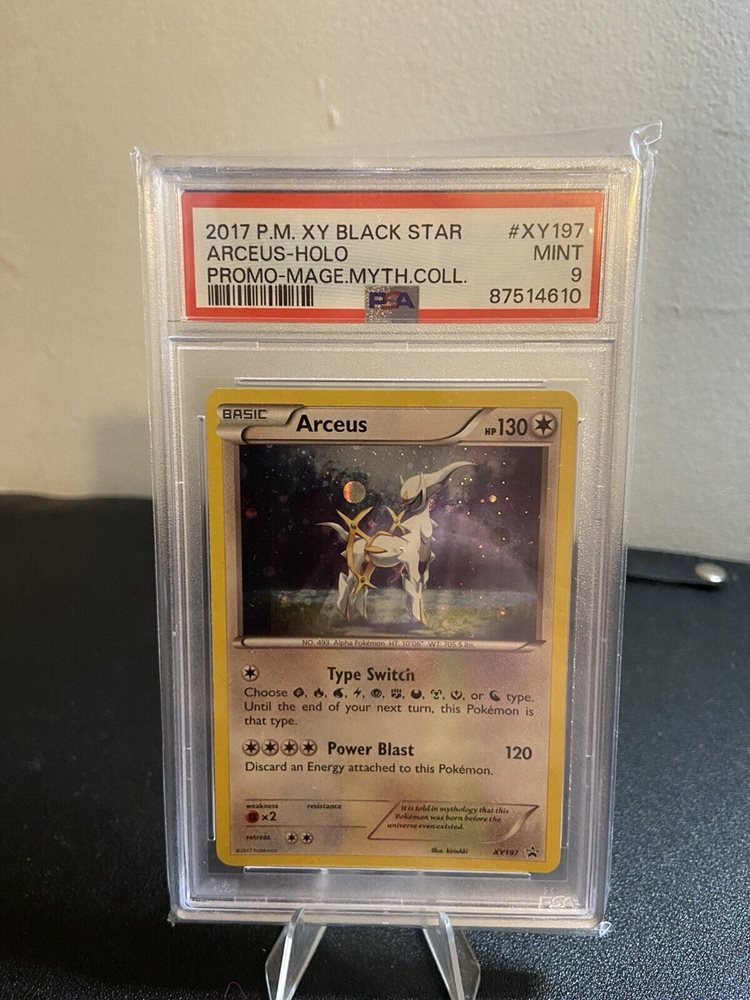 2017 P.M. XY BLACK STAR #XY197
ARCEUS-HOLO MINT
PROMO-MAGE.MYTH.COLL. 9
PSA 87514610
BASIC Arceus HP 130
NO. 493 Alpha Pokémon HT: 10'06" WT: 705.5 lbs.
Type Switch
Choose , , , , , , , , , or type.
Until the end of your next turn, this Pokémon is
that type.
Power Blast 120
Discard an Energy attached to this Pokémon.
weakness resistance
×2
retreat
It is told in mythology that this
Pokémon was born before the
universe even existed.
©2017 Pokémon Illus. kirisAki XY197
PSA